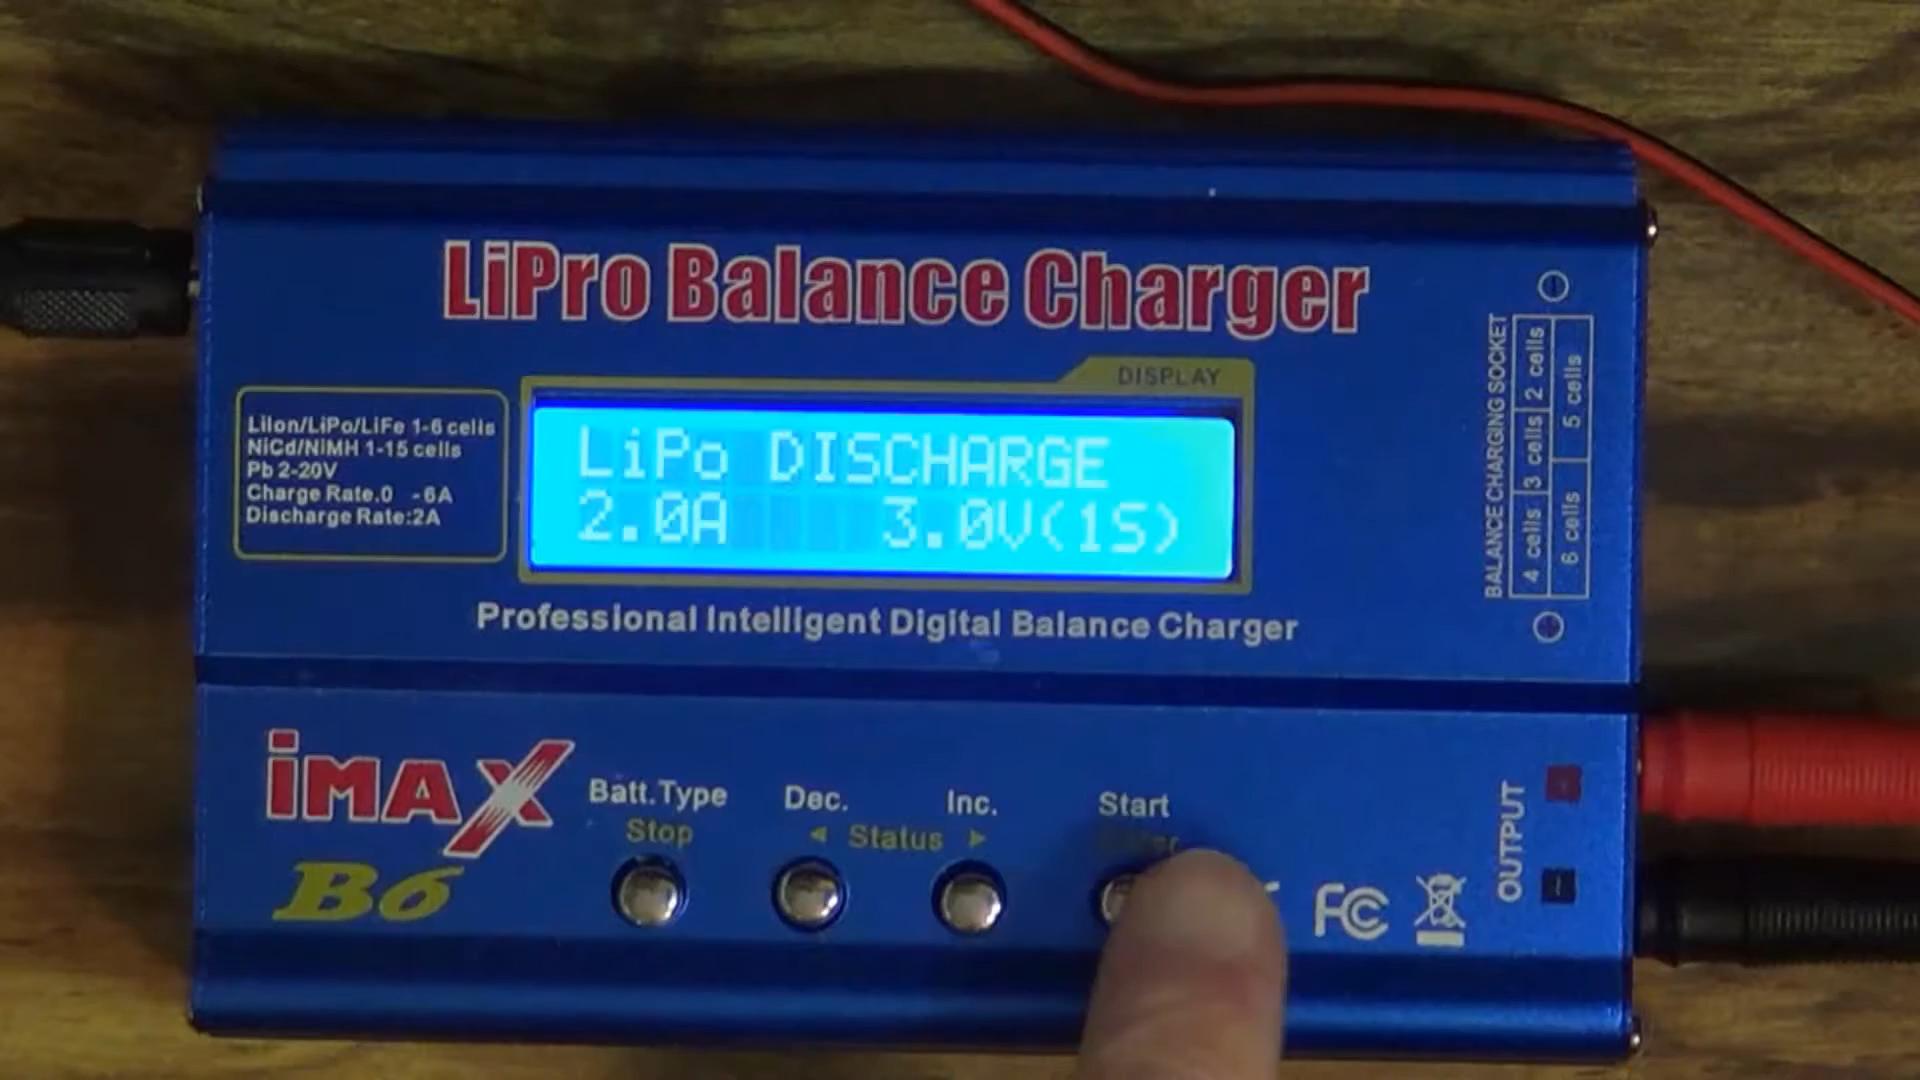 LiPro Balance Charger
DISPLAY
LiPo DISCHARGE
2.0A 3.0V(1S)
LiIon/LiPo/LiFe 1-6 cells
NiCd/NiMH 1-15 cells
Pb 2-20V
Charge Rate.0 -6A
Discharge Rate:2A
Professional Intelligent Digital Balance Charger
BALANCE CHARGING SOCKET
4 cells 3 cells 2 cells
6 cells 5 cells
iMAX
B6
Batt.Type Dec. Inc. Start
Stop ◄ Status ►
FC
OUTPUT